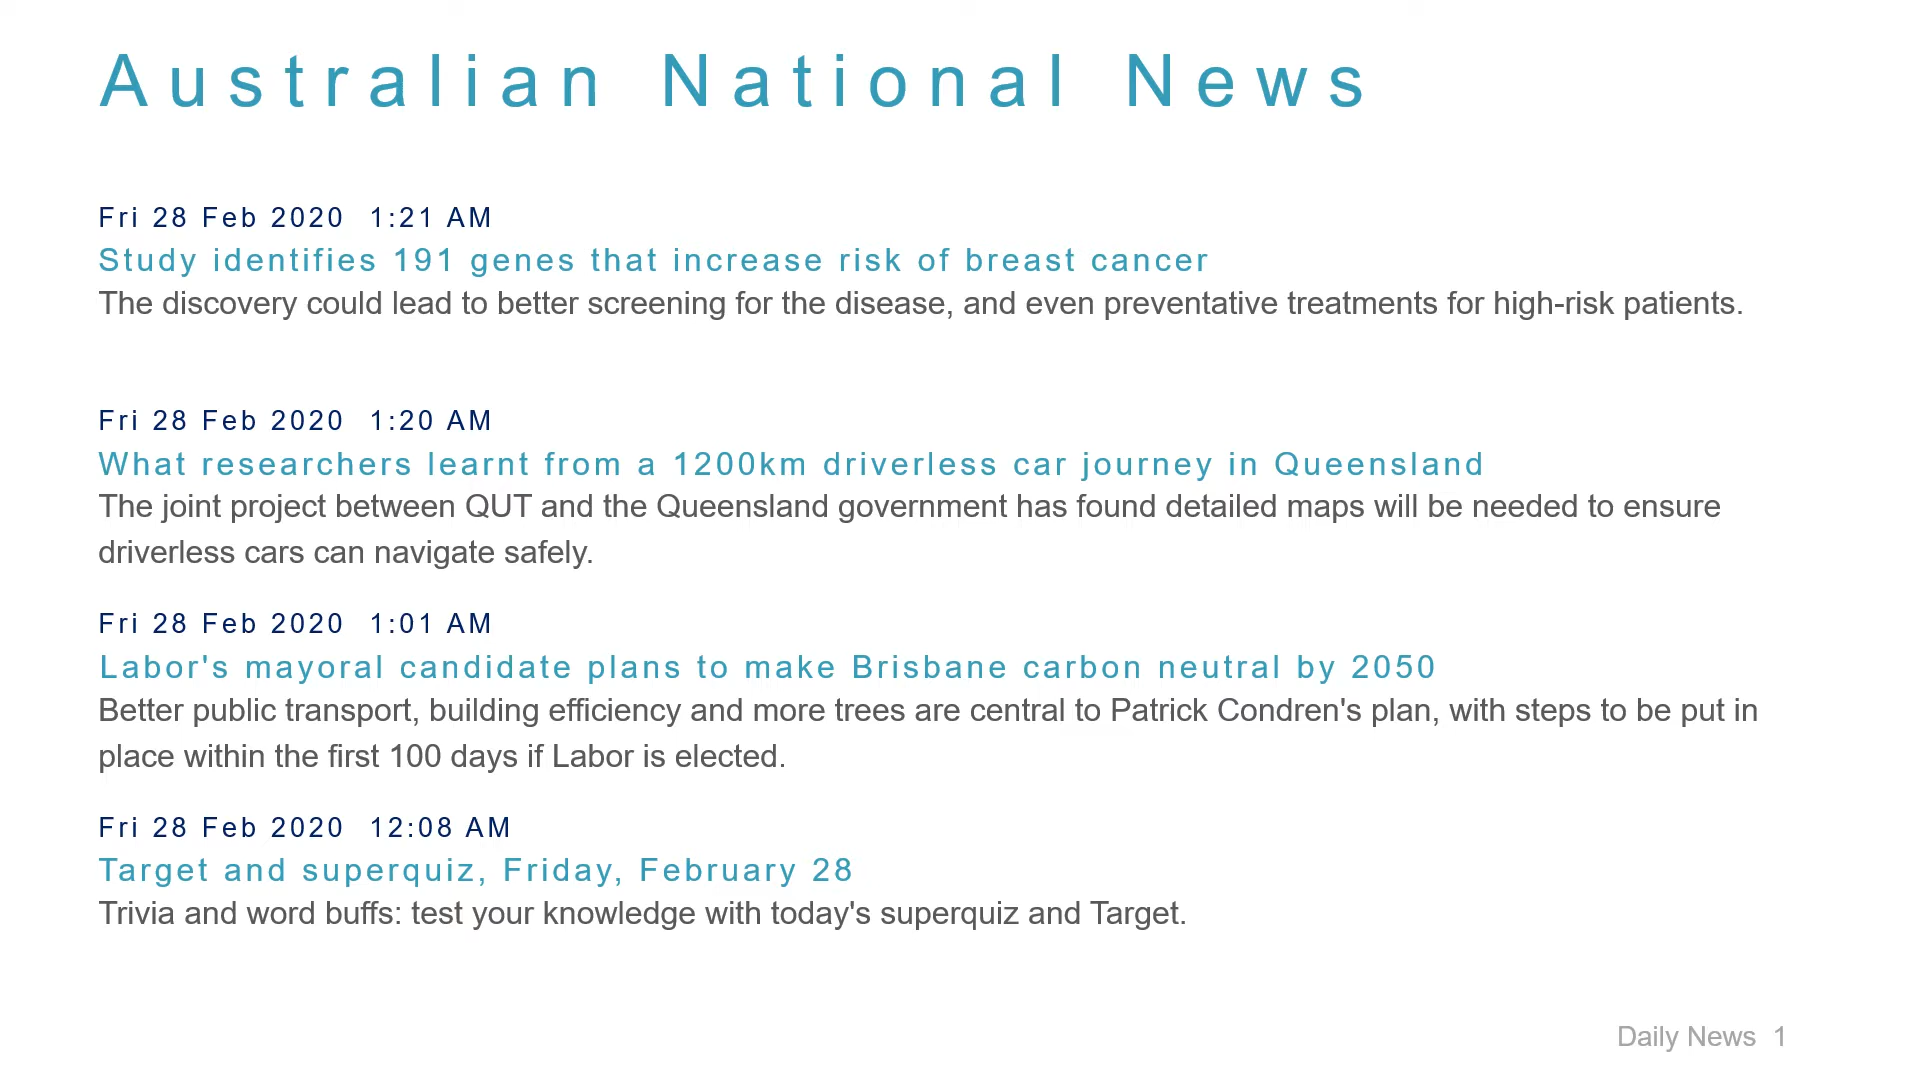 Australian National News
Fri 28 Feb 2020 1:21 AM
Study identifies 191 genes that increase risk of breast cancer
The discovery could lead to better screening for the disease, and even preventative treatments for high-risk patients.
Fri 28 Feb 2020 1:20 AM
What researchers learnt from a 1200km driverless car journey in Queensland
The joint project between QUT and the Queensland government has found detailed maps will be needed to ensure
driverless cars can navigate safely.
Fri 28 Feb 2020 1:01 AM
Labor's mayoral candidate plans to make Brisbane carbon neutral by 2050
Better public transport, building efficiency and more trees are central to Patrick Condren's plan, with steps to be put in
place within the first 100 days if Labor is elected.
Fri 28 Feb 2020 12:08 AM
Target and superquiz, Friday, February 28
Trivia and word buffs: test your knowledge with today's superquiz and Target.
Daily News 1